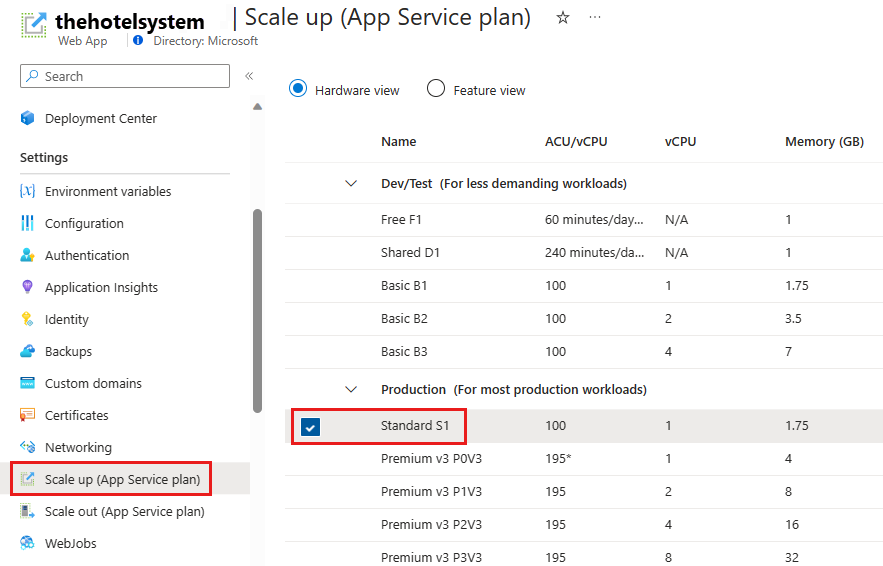 thehotelsystem | Scale up (App Service plan) ☆ ···
Web App Directory: Microsoft
Search «
Deployment Center
Settings
Environment variables
Configuration
Authentication
Application Insights
Identity
Backups
Custom domains
Certificates
Networking
Scale up (App Service plan)
Scale out (App Service plan)
WebJobs
Hardware view Feature view
Name ACU/vCPU vCPU Memory (GB)
Dev/Test (For less demanding workloads)
Free F1 60 minutes/day... N/A 1
Shared D1 240 minutes/da... N/A 1
Basic B1 100 1 1.75
Basic B2 100 2 3.5
Basic B3 100 4 7
Production (For most production workloads)
Standard S1 100 1 1.75
Premium v3 P0V3 195* 1 4
Premium v3 P1V3 195 2 8
Premium v3 P2V3 195 4 16
Premium v3 P3V3 195 8 32